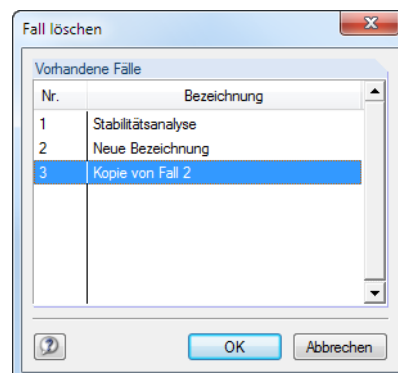 Fall löschen
Vorhandene Fälle
Nr. Bezeichnung
1 Stabilitätsanalyse
2 Neue Bezeichnung
3 Kopie von Fall 2
OK Abbrechen